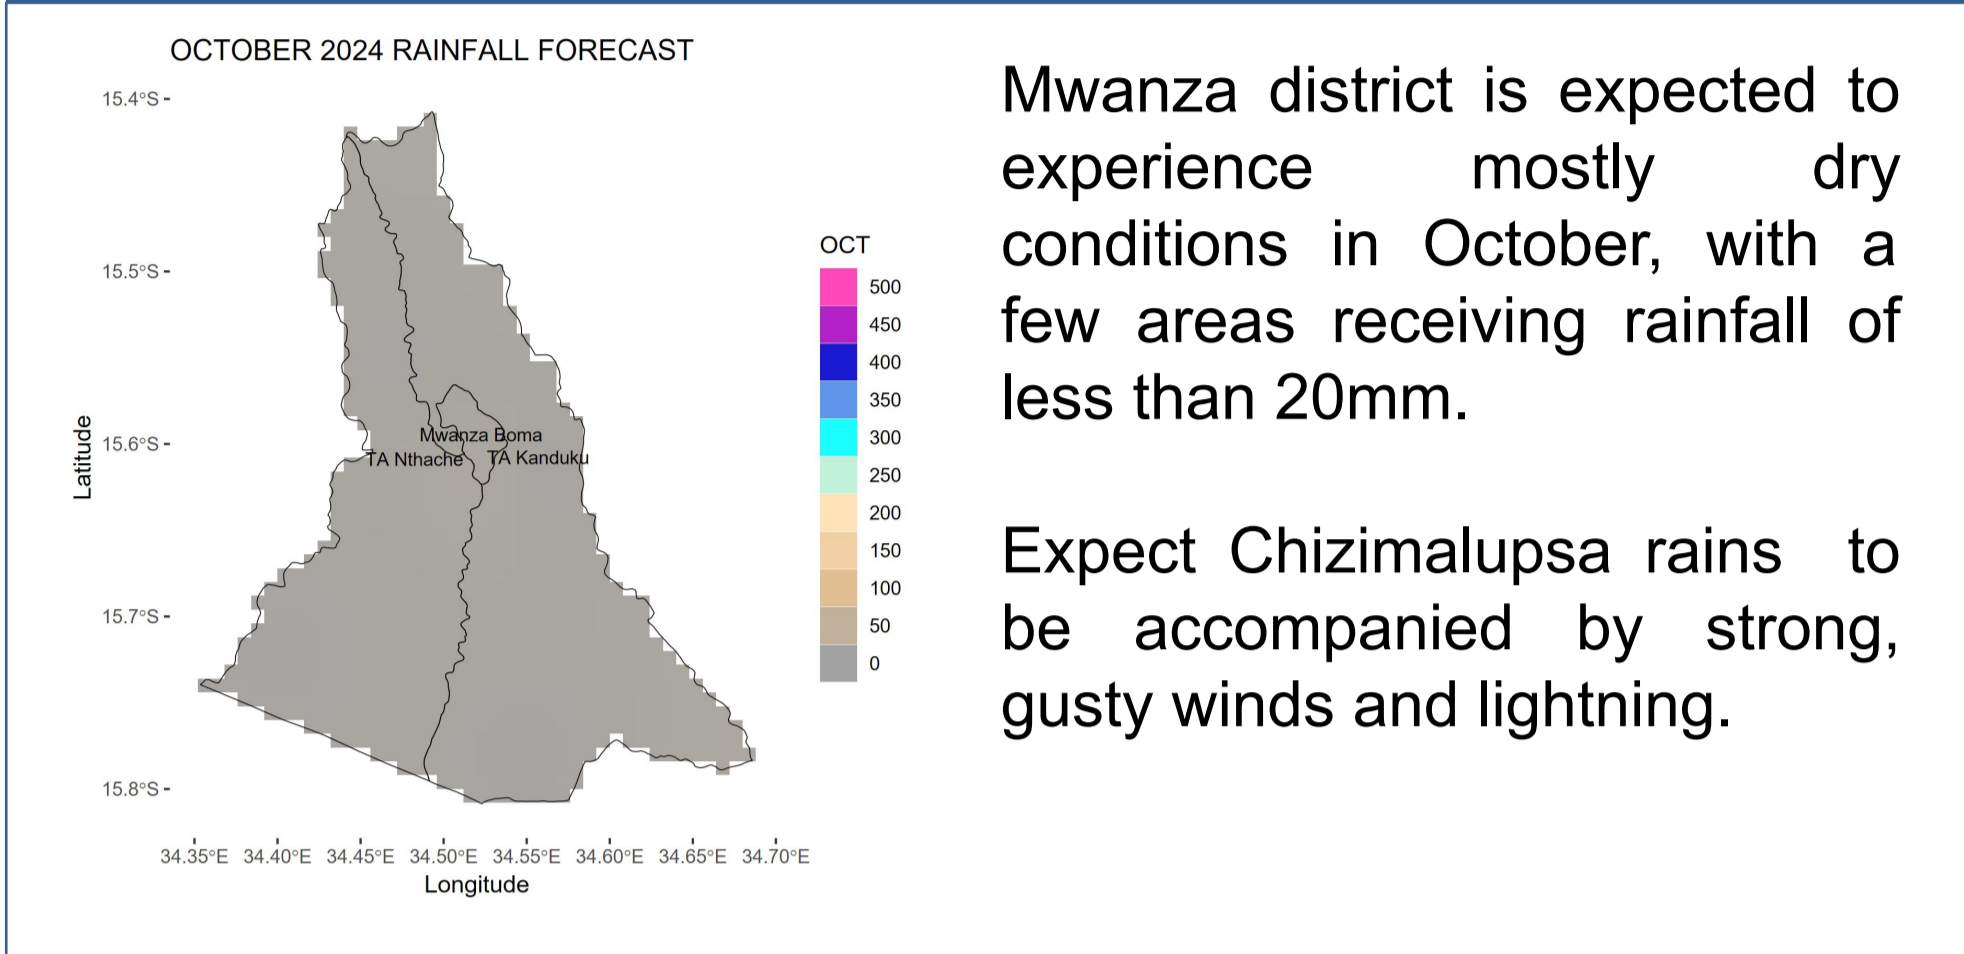 OCTOBER 2024 RAINFALL FORECAST
15.4°S
15.5°S
15.6°S
15.7°S
15.8°S
Latitude
Mwanza Boma
TA Nthache
TA Kanduku
34.35°E 34.40°E 34.45°E 34.50°E 34.55°E 34.60°E 34.65°E 34.70°E
Longitude
OCT
500
450
400
350
300
250
200
150
100
50
0
Mwanza district is expected to
experience mostly dry
conditions in October, with a
few areas receiving rainfall of
less than 20mm.
Expect Chizimalupsa rains to
be accompanied by strong,
gusty winds and lightning.